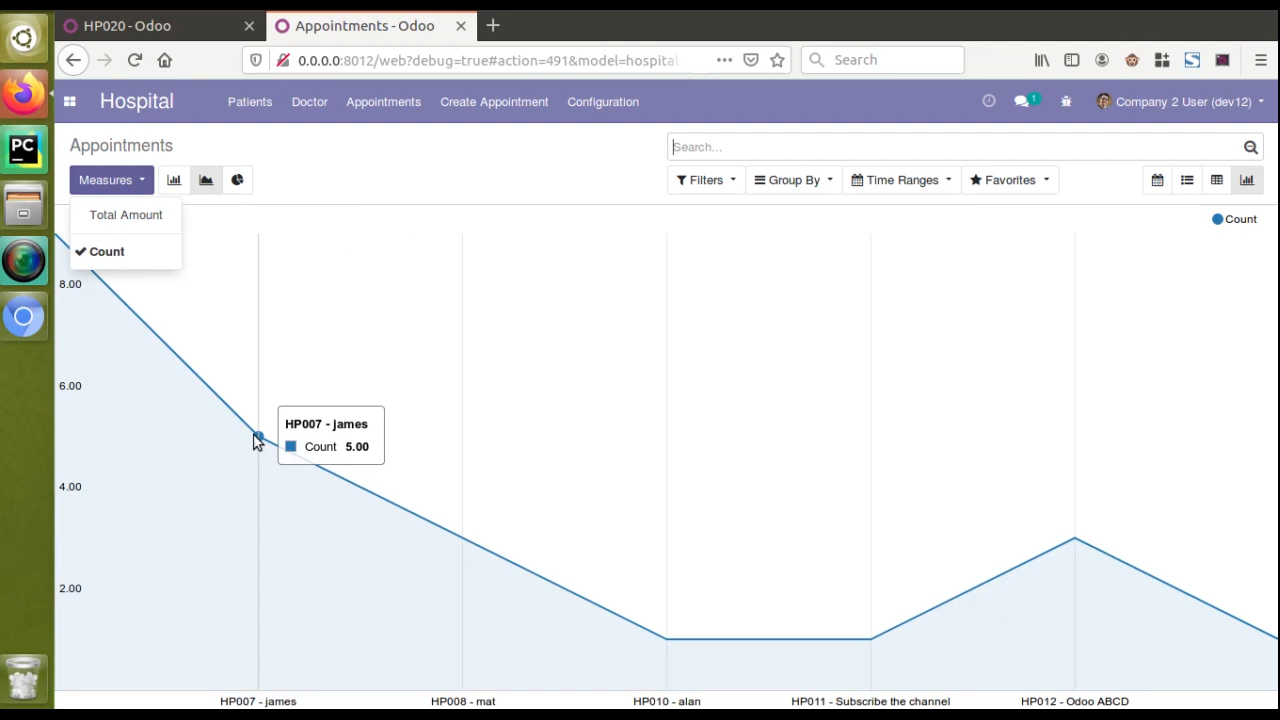 HP020 - Odoo
Appointments - Odoo
0.0.0.0:8012/web?debug=true#action=491&model=hospital
Search
Hospital
Patients
Doctor
Appointments
Create Appointment
Configuration
1
Company 2 User (dev12)
Appointments
Search...
Measures
Filters
Group By
Time Ranges
Favorites
Total Amount
Count
Count
8.00
6.00
4.00
2.00
HP007 - james
Count 5.00
HP007 - james
HP008 - mat
HP010 - alan
HP011 - Subscribe the channel
HP012 - Odoo ABCD
PC